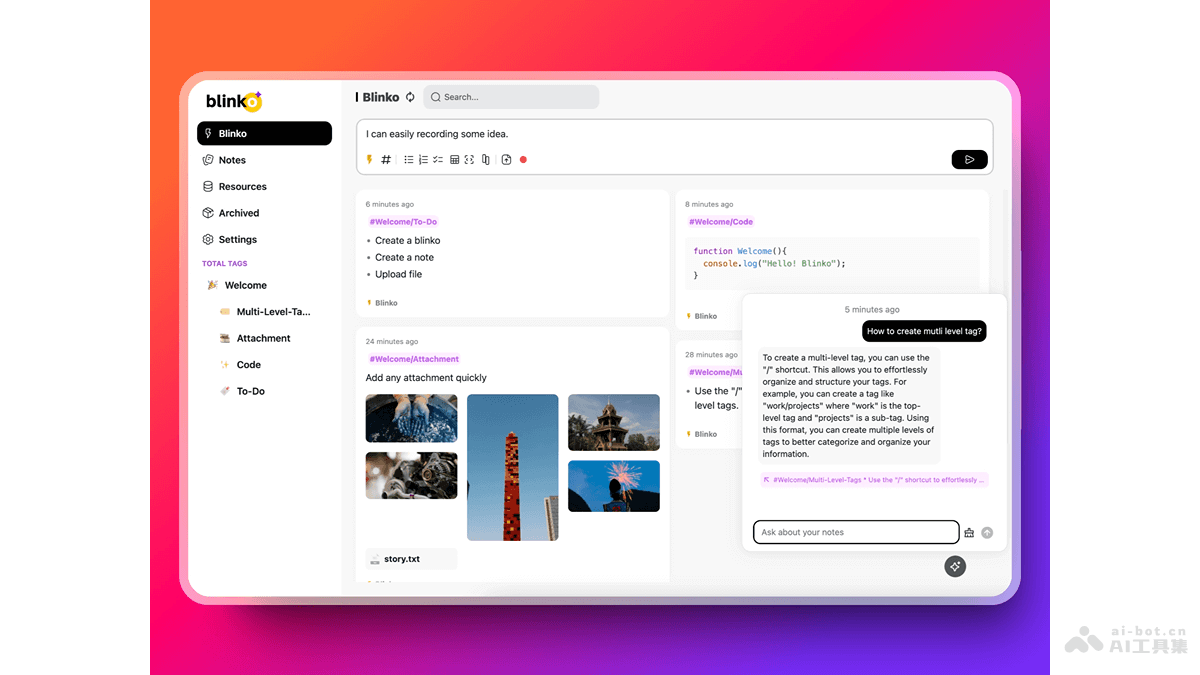 blinko
Blinko
Notes
Resources
Archived
Settings
TOTAL TAGS
Welcome
Multi-Level-Ta...
Attachment
Code
To-Do
Blinko
Search...
I can easily recording some idea.
6 minutes ago
#Welcome/To-Do
Create a blinko
Create a note
Upload file
Blinko
24 minutes ago
#Welcome/Attachment
Add any attachment quickly
story.txt
8 minutes ago
#Welcome/Code
function Welcome(){
console.log("Hello! Blinko");
}
Blinko
28 minutes ago
#Welcome/Mu
Use the "/"
level tags.
Blinko
5 minutes ago
How to create mutli level tag?
To create a multi-level tag, you can use the
"/" shortcut. This allows you to effortlessly
organize and structure your tags. For
example, you can create a tag like
"work/projects" where "work" is the top-
level tag and "projects" is a sub-tag. Using
this format, you can create multiple levels of
tags to better categorize and organize your
information.
#Welcome/Multi-Level-Tags * Use the "/" shortcut to effortlessly ...
Ask about your notes
ai-bot.cn
AI工具集